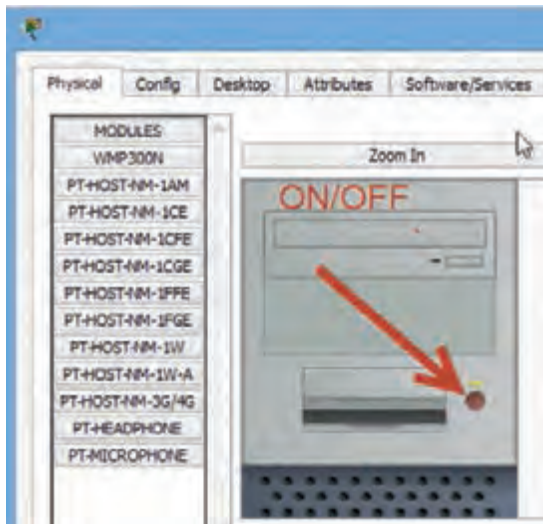 Physical Config Desktop Attributes Software/Services
MODULES
WMP300N
PT-HOST-NM-1AM
PT-HOST-NM-1CE
PT-HOST-NM-1CFE
PT-HOST-NM-1CGE
PT-HOST-NM-1FFE
PT-HOST-NM-1FGE
PT-HOST-NM-1W
PT-HOST-NM-1W-A
PT-HOST-NM-3G/4G
PT-HEADPHONE
PT-MICROPHONE
Zoom In
ON/OFF